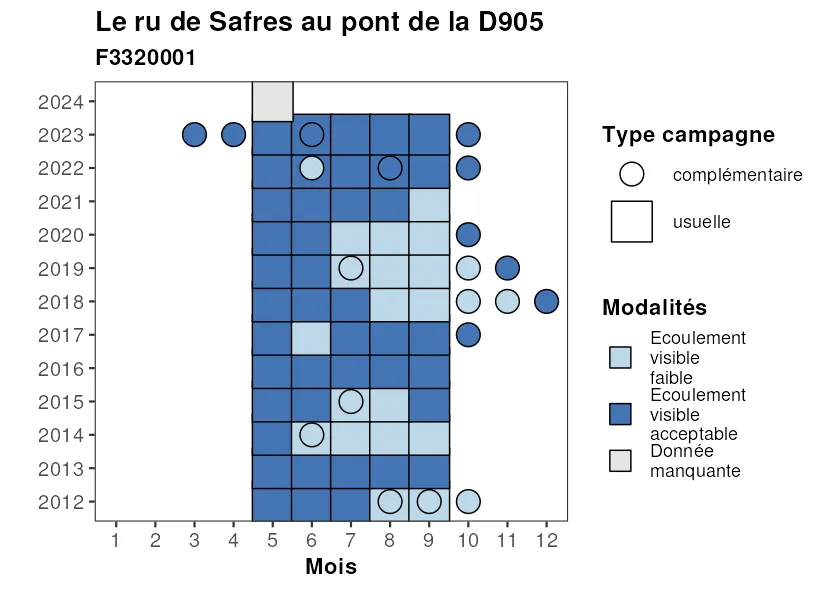 Le ru de Safres au pont de la D905
F3320001
2024
2023
2022
2021
2020
2019
2018
2017
2016
2015
2014
2013
2012
1 2 3 4 5 6 7 8 9 10 11 12
Mois
Type campagne
complémentaire
usuelle
Modalités
Ecoulement
visible
faible
Ecoulement
visible
acceptable
Donnée
manquante